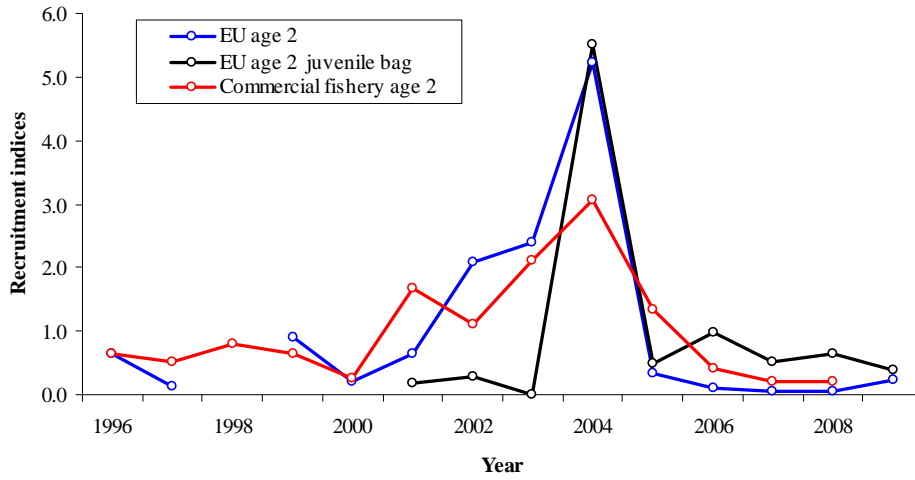 6.0
5.0
4.0
3.0
2.0
1.0
0.0
Recruitment indices
EU age 2
EU age 2 juvenile bag
Commercial fishery age 2
1996 1998 2000 2002 2004 2006 2008
Year